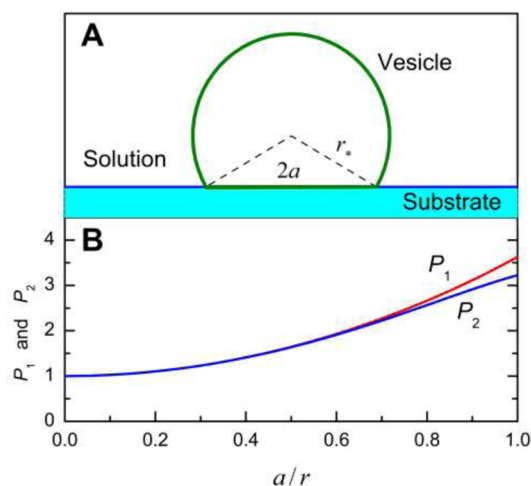 A
Vesicle
Solution
r*
2a
Substrate
B
4
3
2
1
0
P₁ and P₂
P₁
P₂
0.0 0.2 0.4 0.6 0.8 1.0
a/r